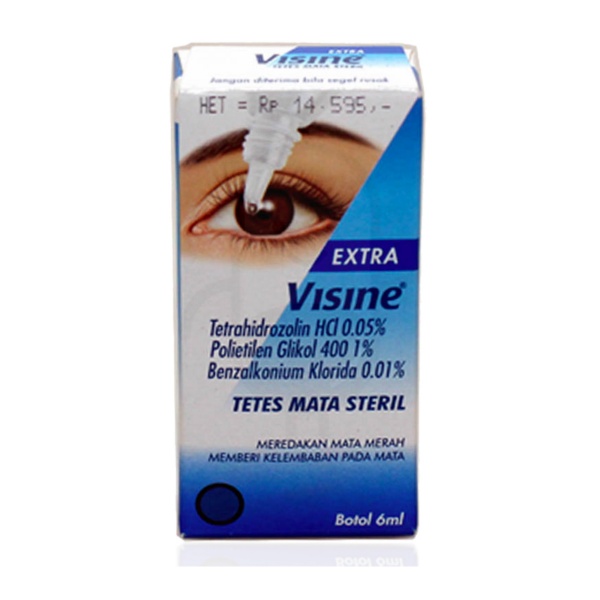 EXTRA
VISINE
TETES MATA STERIL
Jangan diterima bila segel rusak
HET = Rp 14.595,-
EXTRA
VISINE®
Tetrahidrozolin HCl 0.05%
Polietilen Glikol 400 1%
Benzalkonium Klorida 0.01%
TETES MATA STERIL
MEREDAKAN MATA MERAH
MEMBERI KELEMBABAN PADA MATA
Botol 6ml